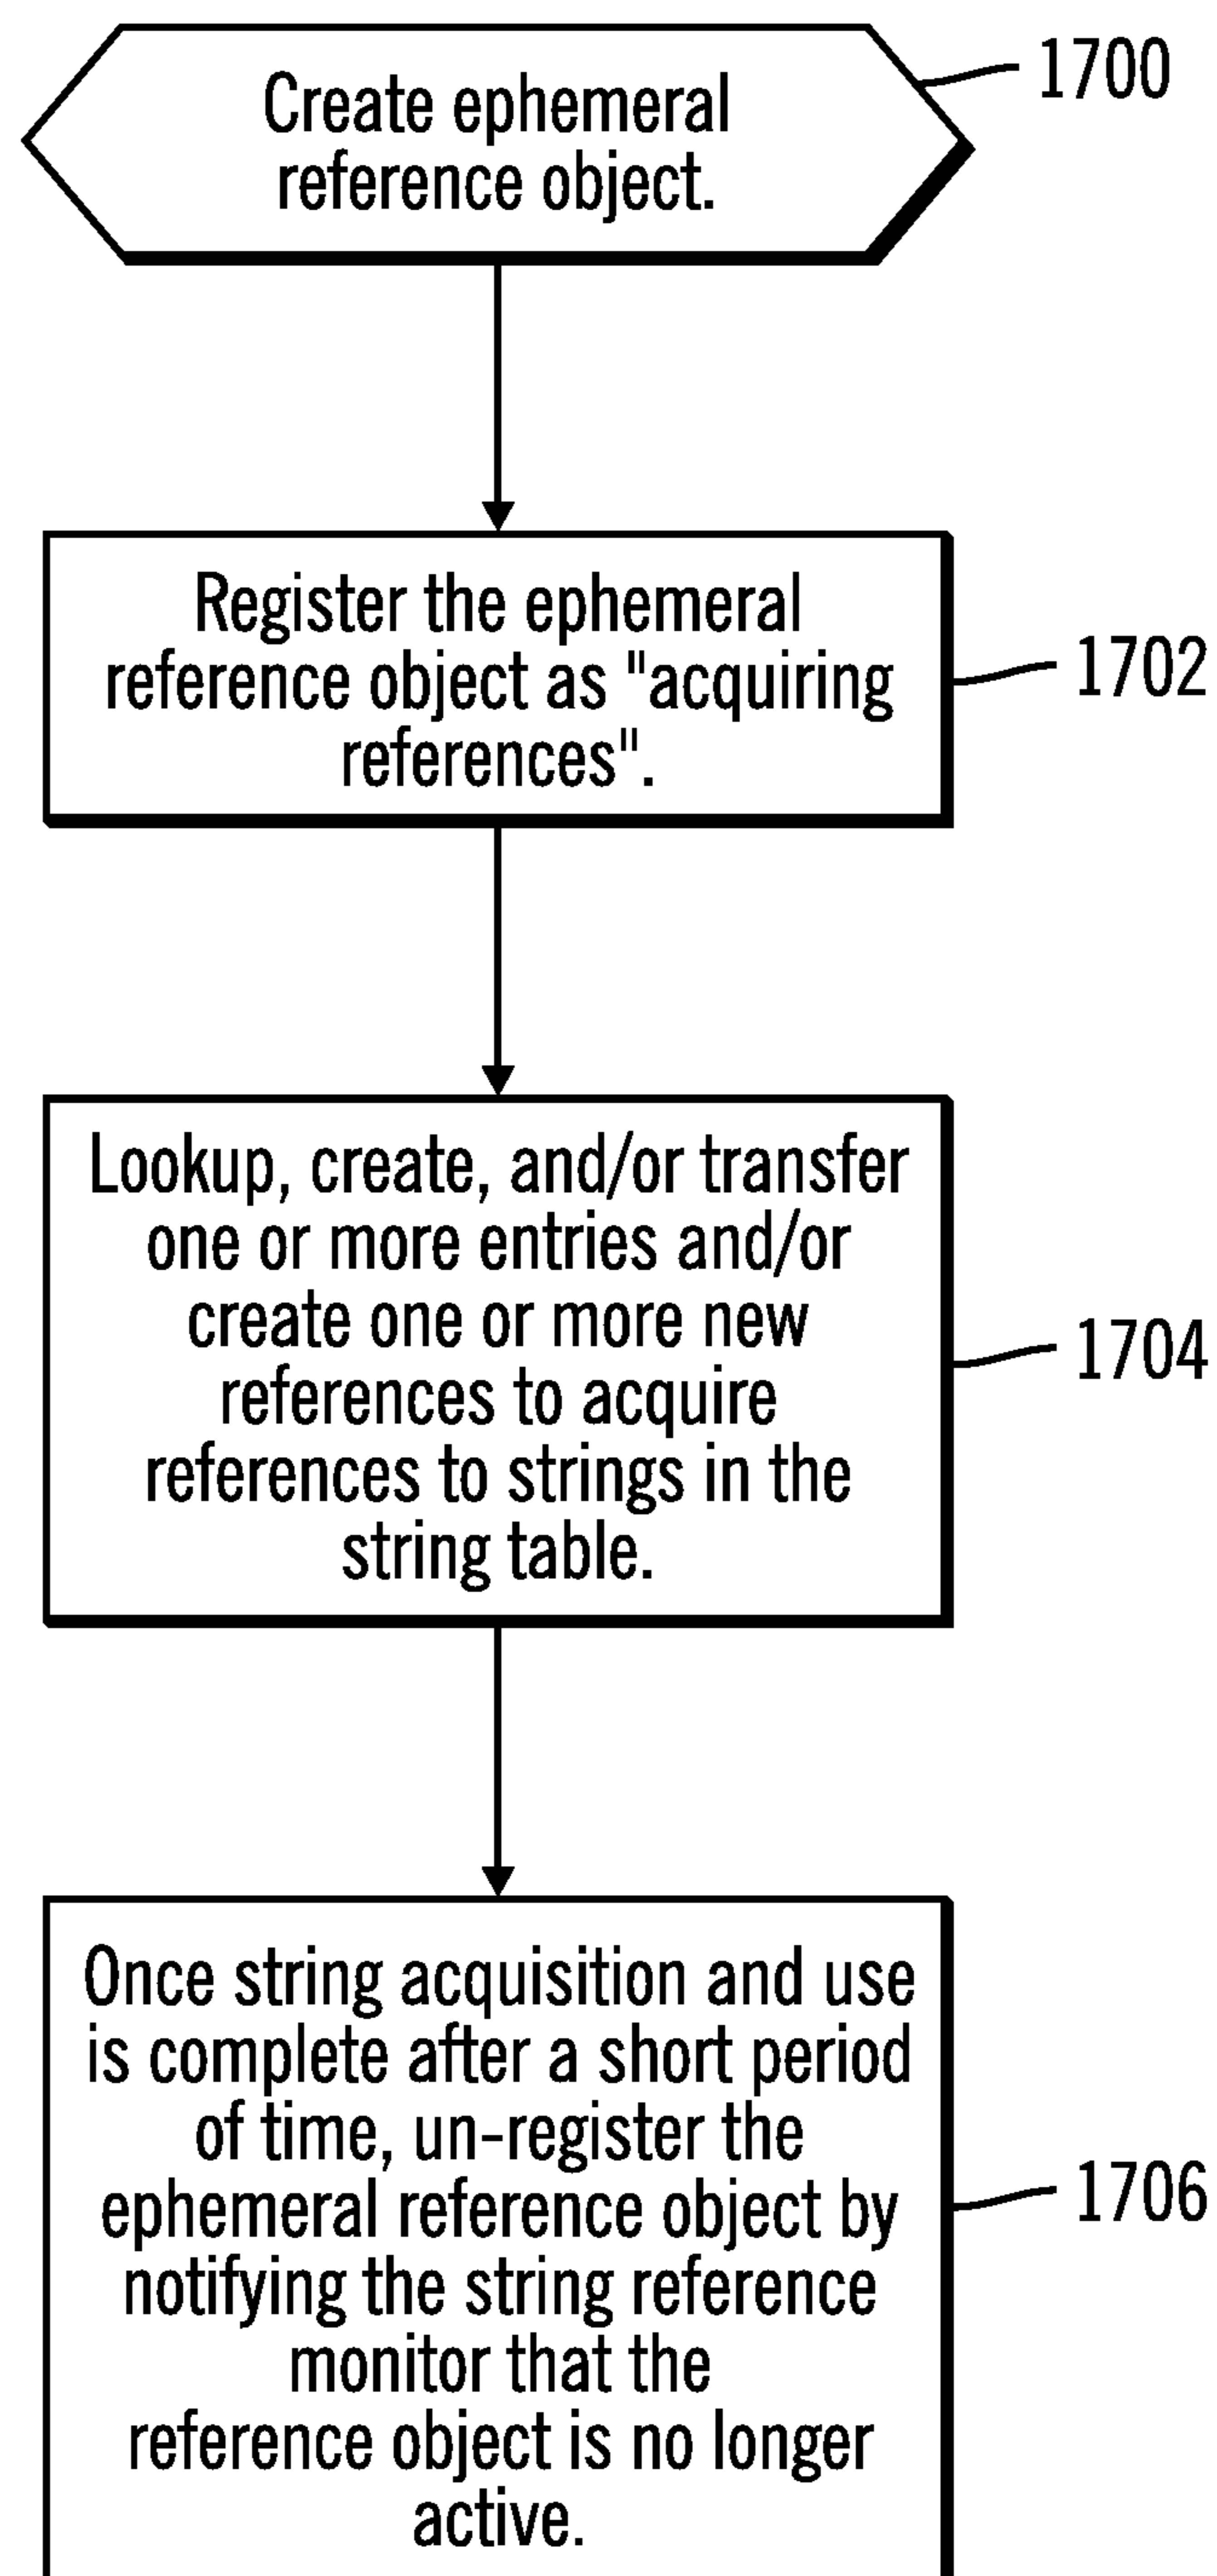 Create ephemeral
reference object.
1700
Register the ephemeral
reference object as "acquiring
references".
1702
Lookup, create, and/or transfer
one or more entries and/or
create one or more new
references to acquire
references to strings in the
string table.
1704
Once string acquisition and use
is complete after a short period
of time, un-register the
ephemeral reference object by
notifying the string reference
monitor that the
reference object is no longer
active.
1706